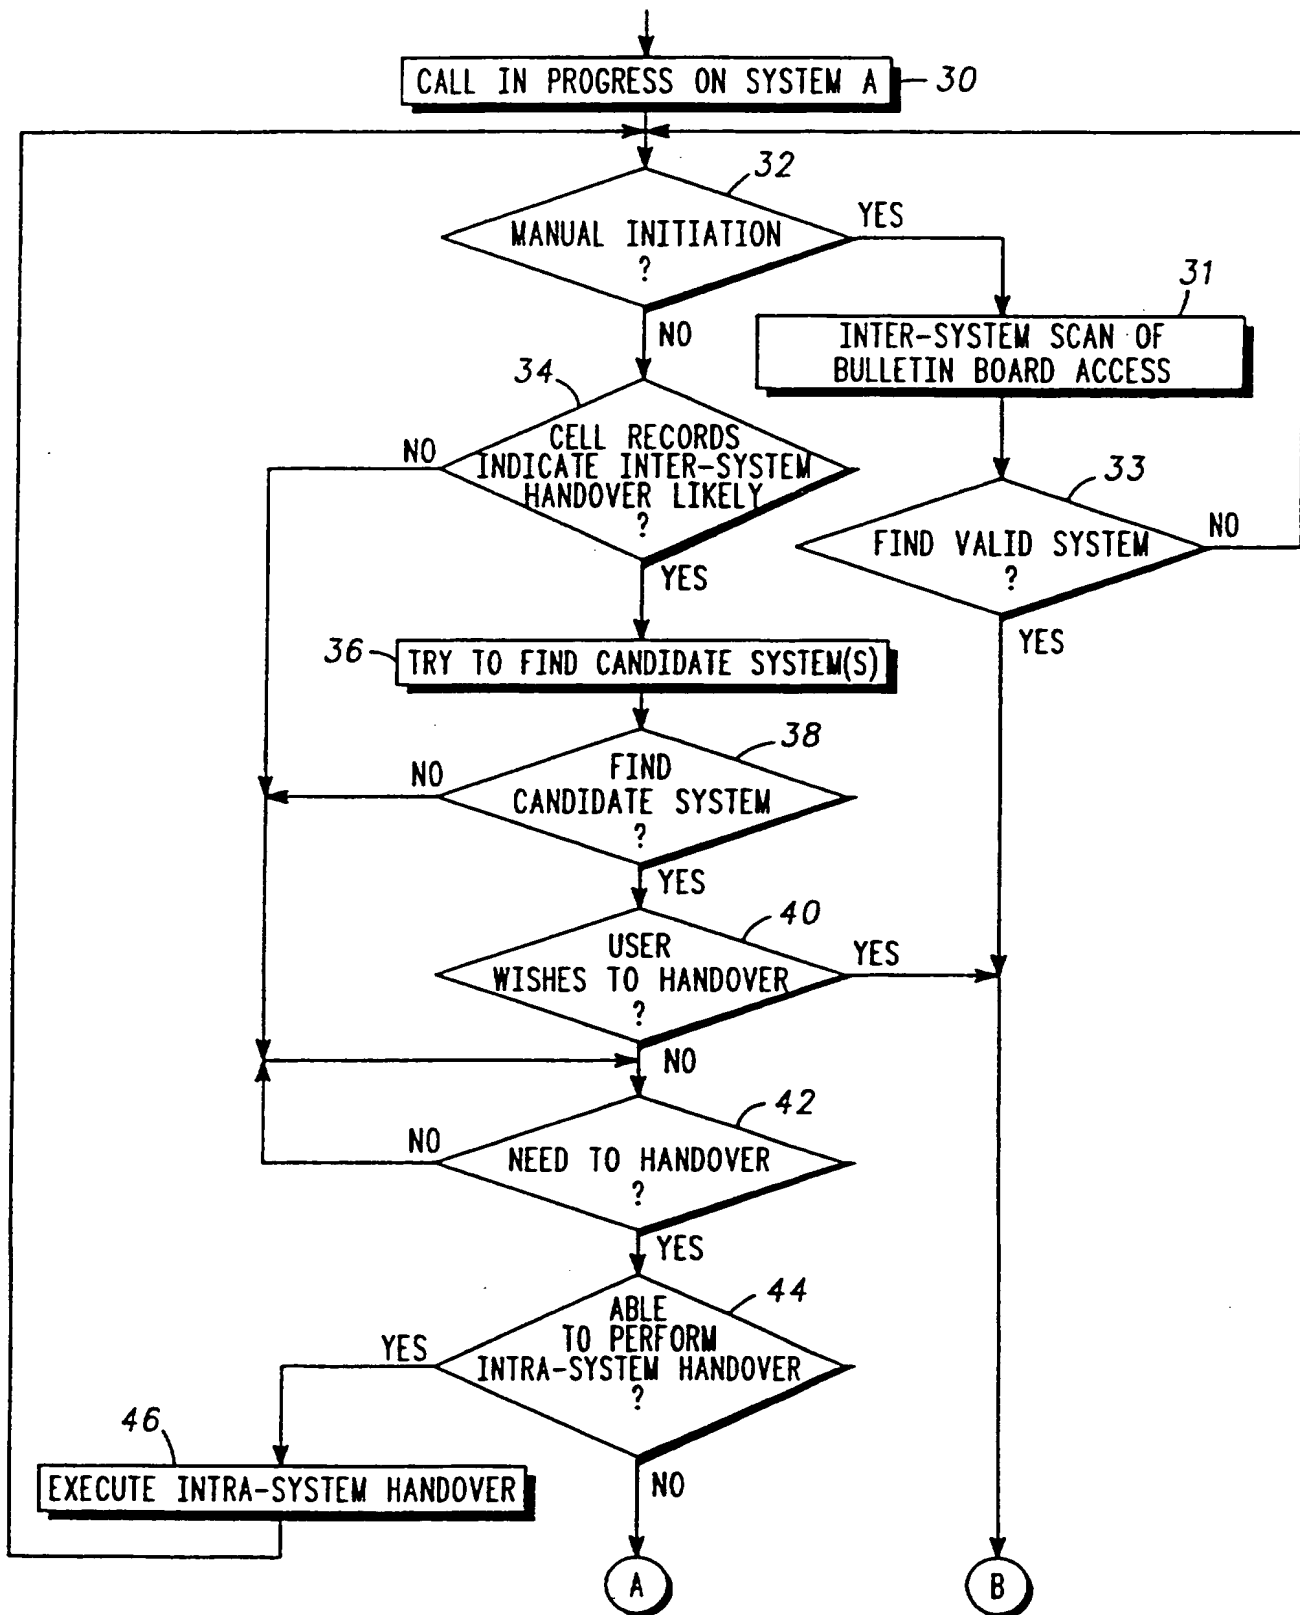 CALL IN PROGRESS ON SYSTEM A
30
32
MANUAL INITIATION
?
YES
NO
31
INTER-SYSTEM SCAN OF
BULLETIN BOARD ACCESS
34
NO
CELL RECORDS
INDICATE INTER-SYSTEM
HANDOVER LIKELY
?
YES
33
FIND VALID SYSTEM
?
NO
YES
36
TRY TO FIND CANDIDATE SYSTEM(S)
38
NO
FIND
CANDIDATE SYSTEM
?
YES
40
USER
WISHES TO HANDOVER
?
YES
NO
42
NO
NEED TO HANDOVER
?
YES
44
YES
ABLE
TO PERFORM
INTRA-SYSTEM HANDOVER
?
NO
46
EXECUTE INTRA-SYSTEM HANDOVER
A
B